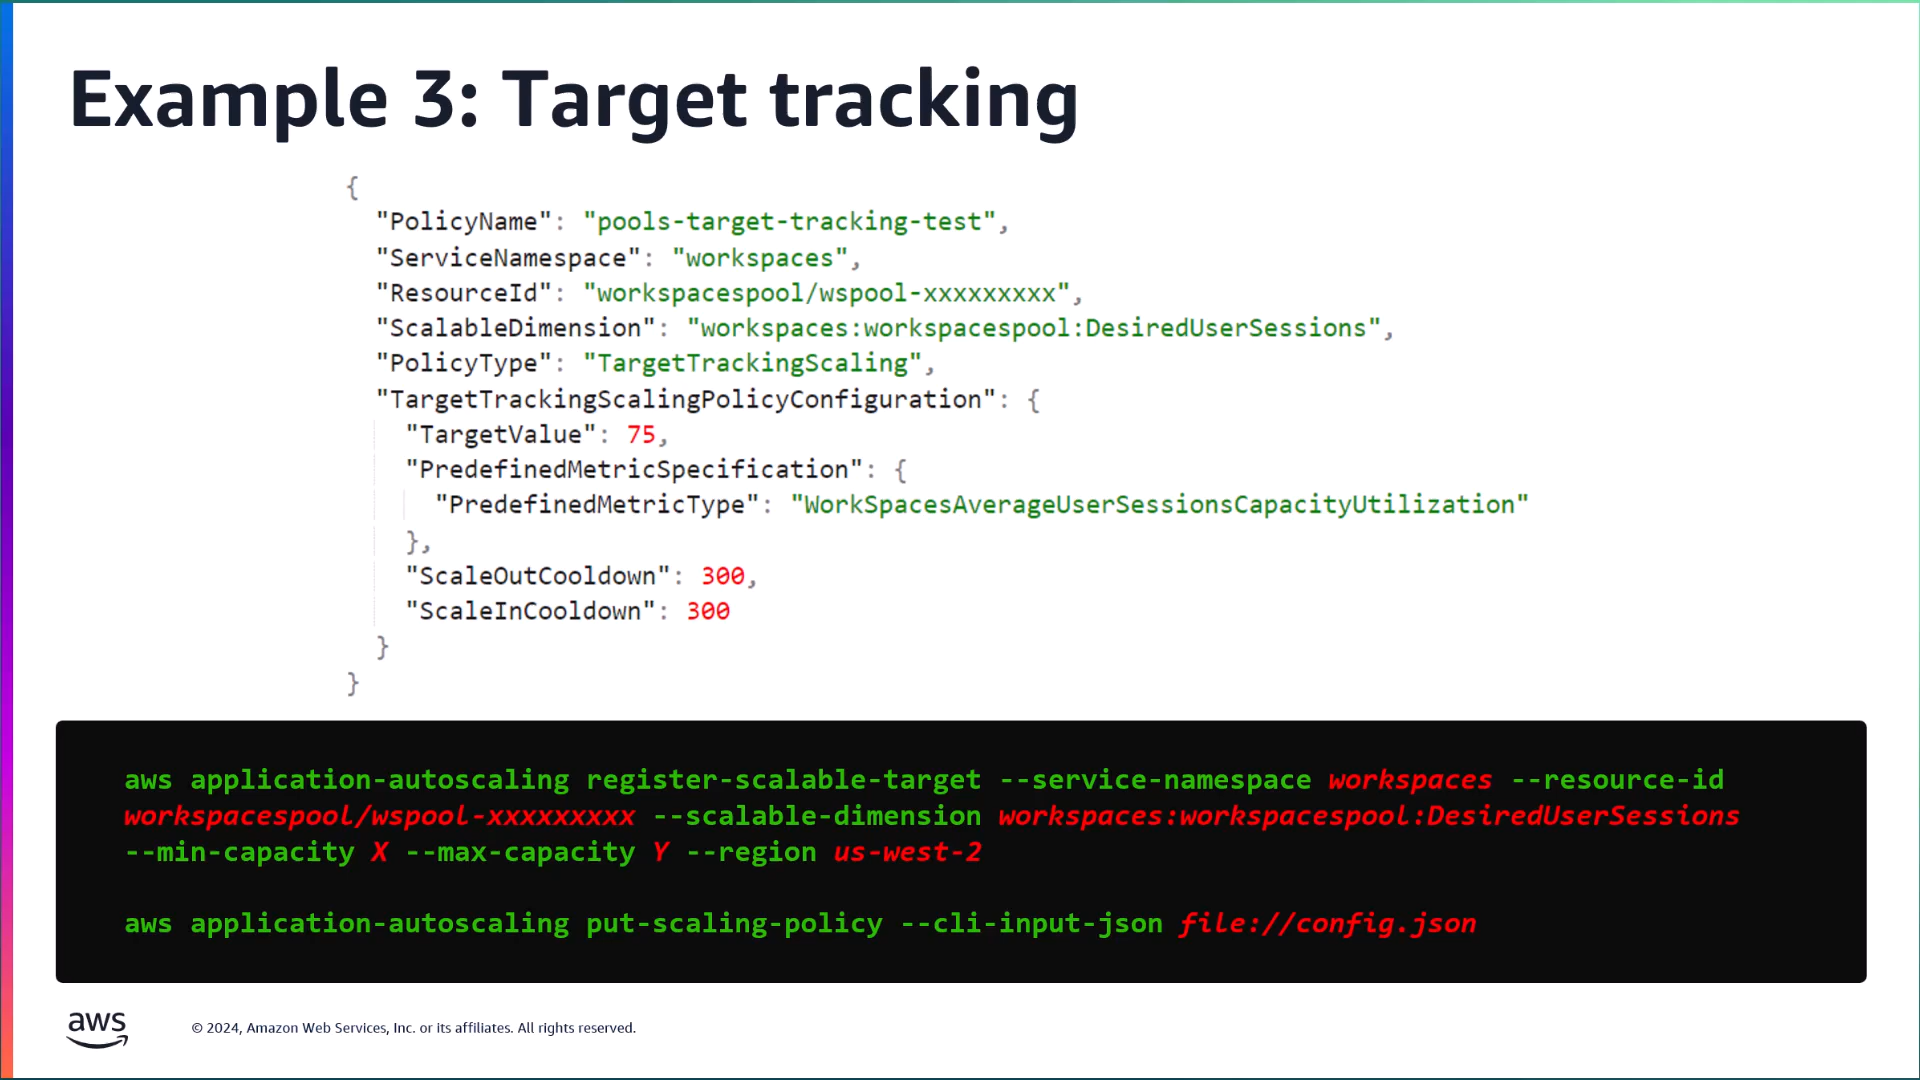 Example 3: Target tracking
{
"PolicyName": "pools-target-tracking-test",
"ServiceNamespace": "workspaces",
"ResourceId": "workspacespool/wspool-xxxxxxxxx",
"ScalableDimension": "workspaces:workspacespool:DesiredUserSessions",
"PolicyType": "TargetTrackingScaling",
"TargetTrackingScalingPolicyConfiguration": {
"TargetValue": 75,
"PredefinedMetricSpecification": {
"PredefinedMetricType": "WorkSpacesAverageUserSessionsCapacityUtilization"
},
"ScaleOutCooldown": 300,
"ScaleInCooldown": 300
}
}
aws application-autoscaling register-scalable-target --service-namespace workspaces --resource-id
workspacespool/wspool-xxxxxxxxx --scalable-dimension workspaces:workspacespool:DesiredUserSessions
--min-capacity X --max-capacity Y --region us-west-2
aws application-autoscaling put-scaling-policy --cli-input-json file://config.json
aws
© 2024, Amazon Web Services, Inc. or its affiliates. All rights reserved.